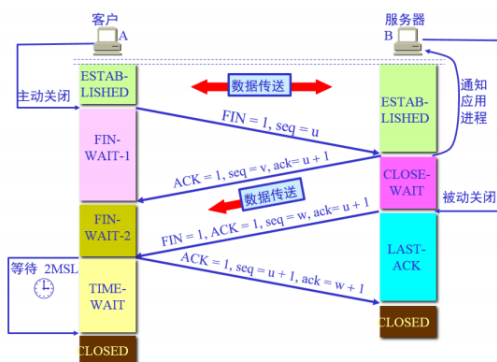 客户
A
服务器
B
ESTAB-
LISHED
数据传送
通知
应用
进程
主动关闭
ESTAB-
LISHED
FIN = 1, seq = u
FIN-
WAIT-1
ACK = 1, seq = v, ack= u + 1
CLOSE-
WAIT
数据传送
被动关闭
FIN-
WAIT-2
FIN = 1, ACK = 1, seq = w, ack= u + 1
LAST-
ACK
等待 2MSL
ACK = 1, seq = u + 1, ack = w + 1
TIME-
WAIT
CLOSED
CLOSED